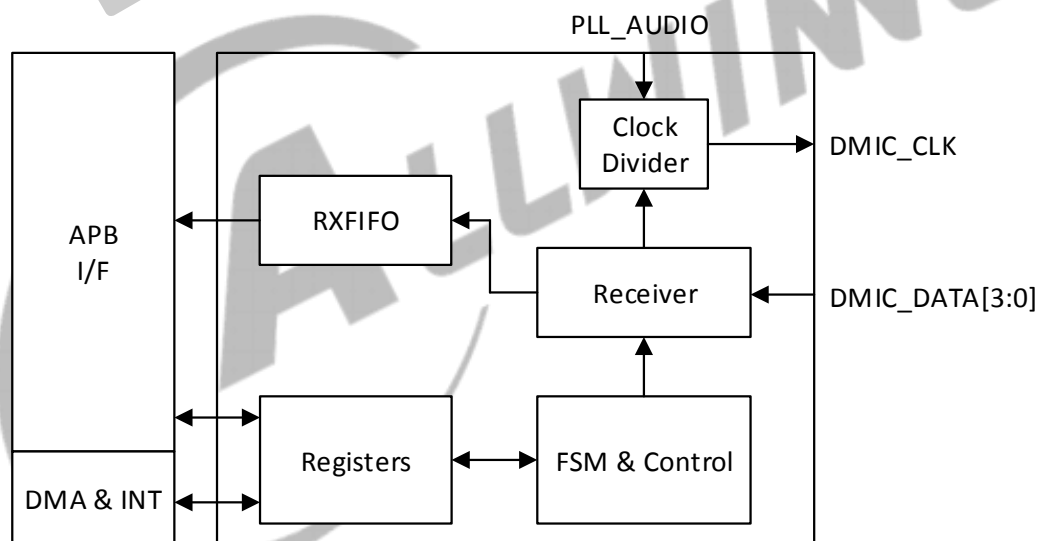 PLL_AUDIO
Clock
Divider
DMIC_CLK
RXFIFO
APB
I/F
Receiver
DMIC_DATA[3:0]
Registers
FSM & Control
DMA & INT